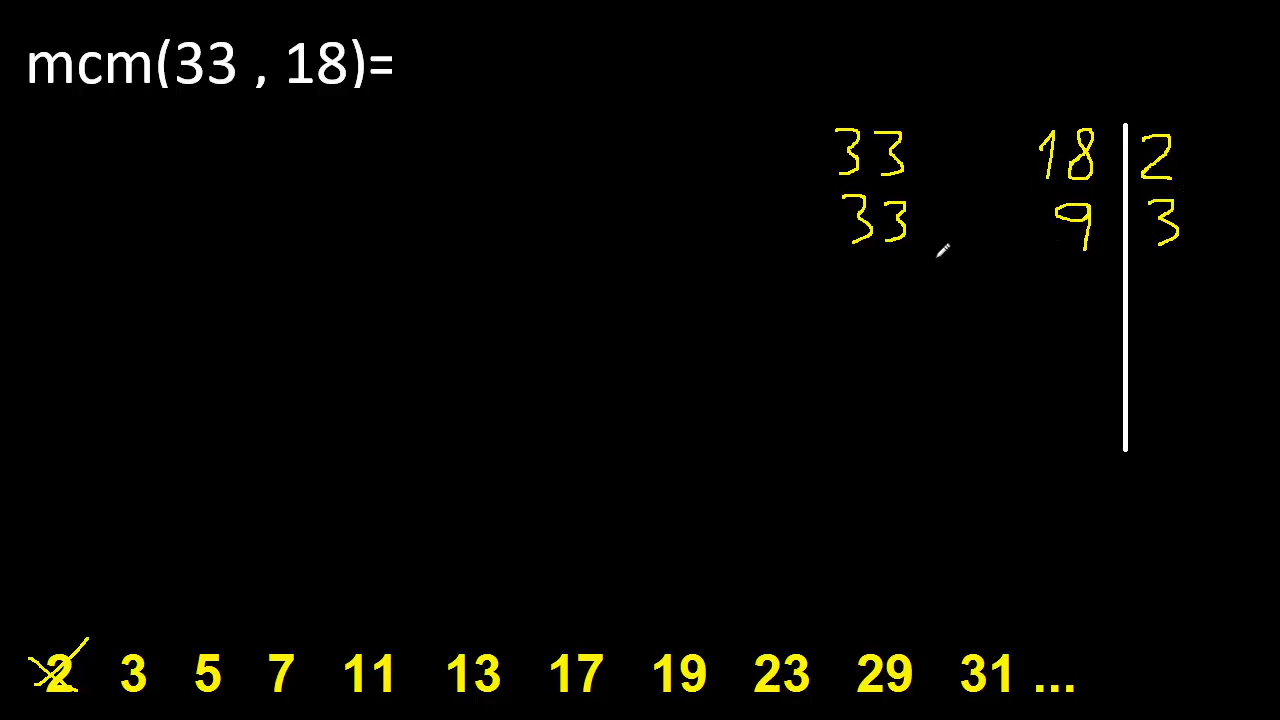 mcm(33 , 18)=
33 18 2
33 9 3
2 3 5 7 11 13 17 19 23 29 31 ...